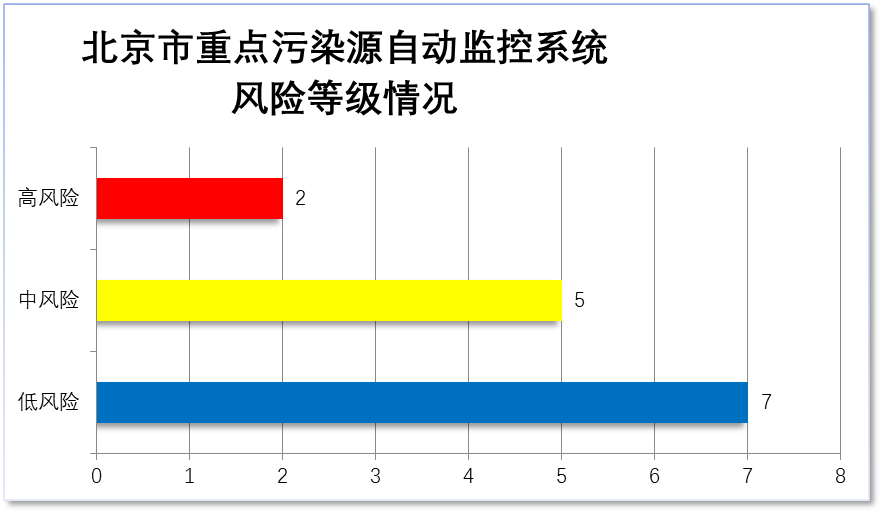 北京市重点污染源自动监控系统
风险等级情况
高风险 2
中风险 5
低风险 7
0 1 2 3 4 5 6 7 8